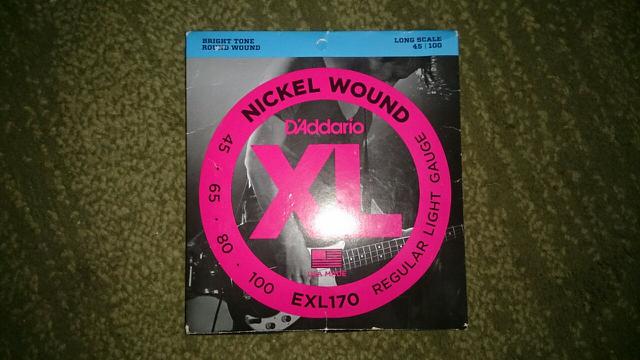 BRIGHT TONE
ROUND WOUND
LONG SCALE
45 | 100
NICKEL WOUND
D'Addario
XL
45 · 65 · 80 · 100
U.S.A. MADE
EXL170
REGULAR LIGHT GAUGE